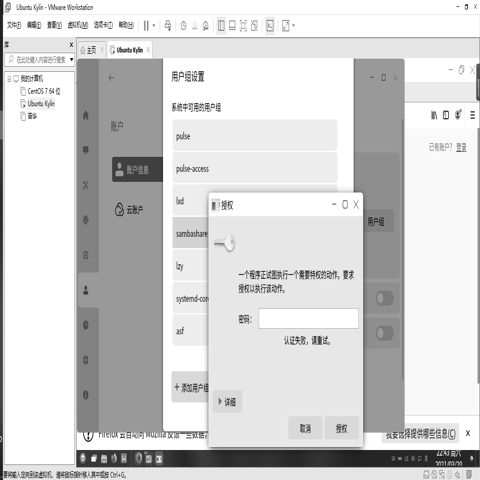 Ubuntu Kylin - VMware Workstation
文件(F) 编辑(E) 查看(V) 虚拟机(M) 选项卡(T) 帮助(H)
库
主页
Ubuntu Kylin
在此处键入内容进行搜索
我的计算机
CentOS 7 64 位
Ubuntu Kylin
用户组设置
系统中可用的用户组
pulse
账户
pulse-access
账户信息
lxd
云账户
sambashare
lzy
systemd-cor
asf
添加用户组
用户组
已有账户? 登录
授权
一个程序正试图执行一个需要特权的动作。要求
授权以执行该动作。
密码:
认证失败，请重试。
详细
取消
授权
Firefox 会自动向 Mozilla 反馈一些数据，
我要选择提供哪些信息(C)
22:43 周六
2021/03/20
要将输入定向到该虚拟机，请将鼠标指针移入其中或按 Ctrl+G。